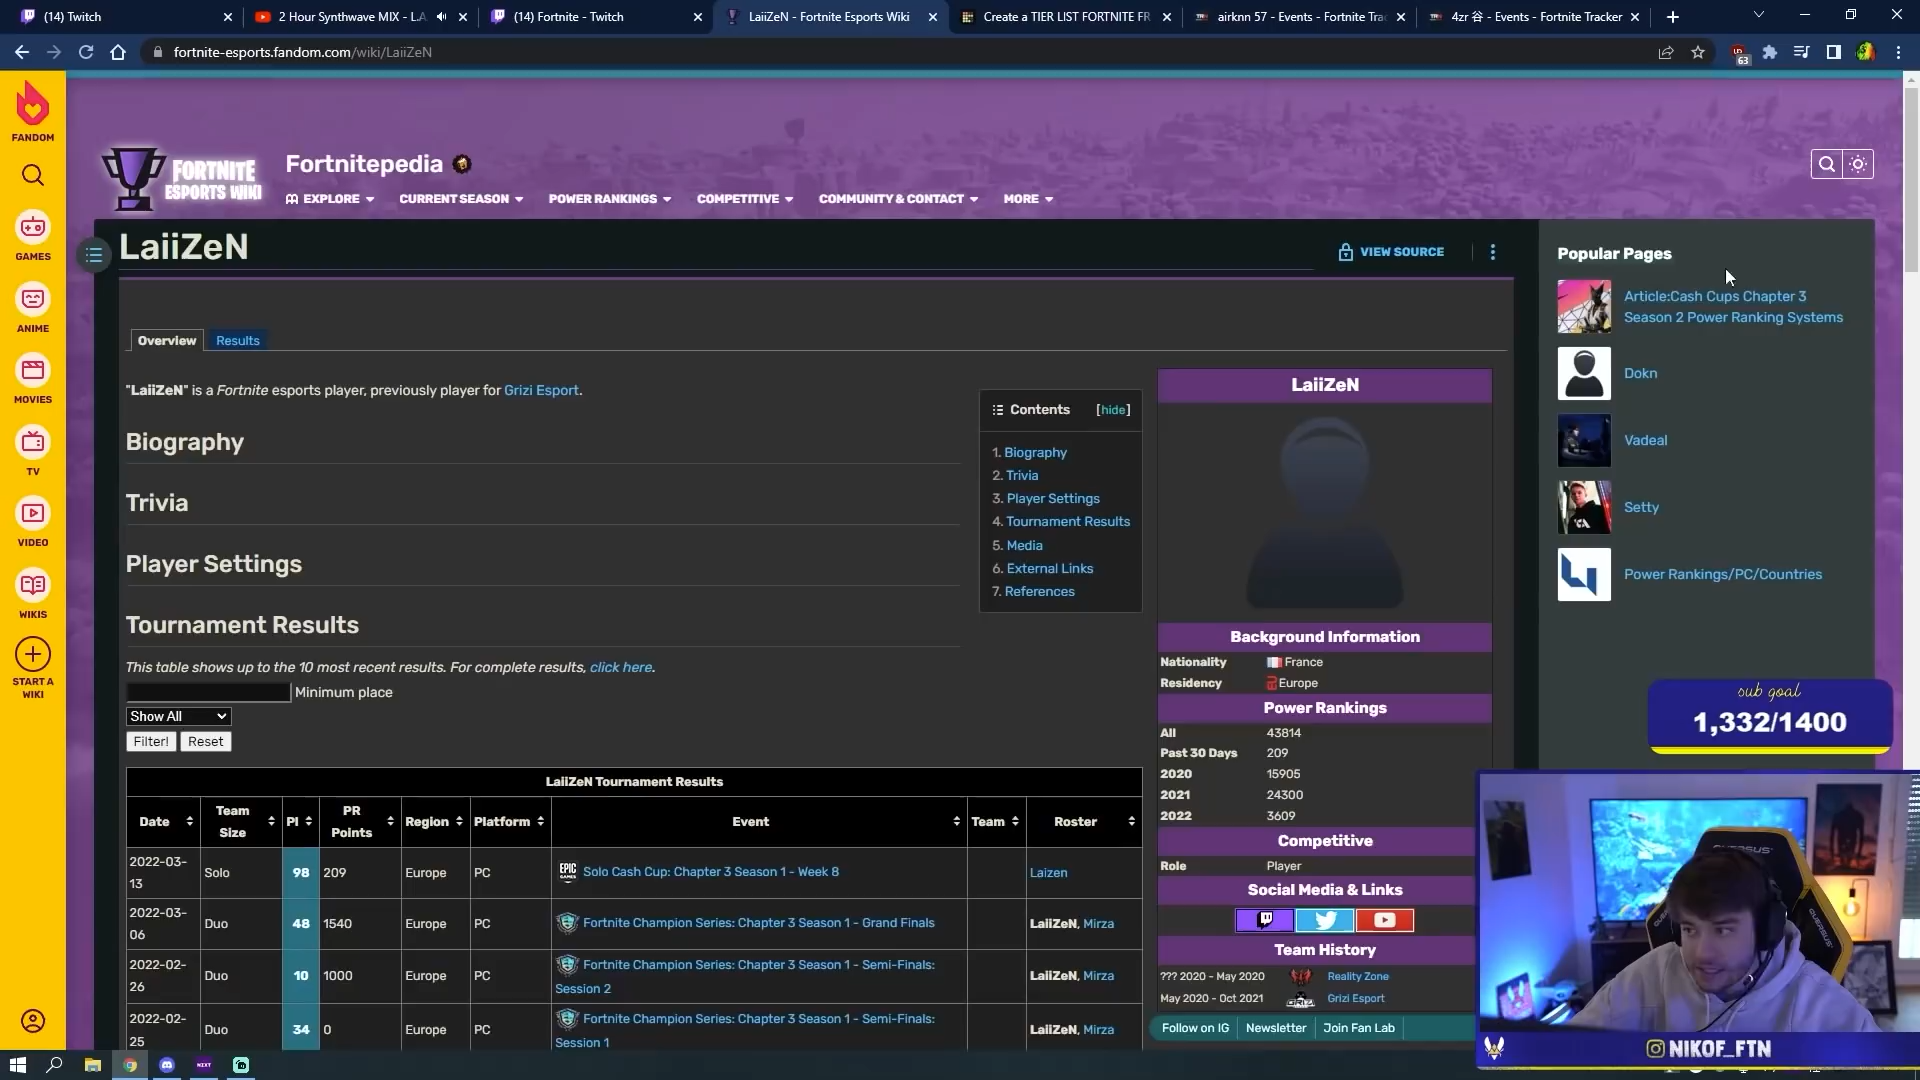 (14) Twitch
2 Hour Synthwave MIX - L.A
(14) Fortnite - Twitch
LaiiZeN - Fortnite Esports Wiki
Create a TIER LIST FORTNITE FR
airknn 57 - Events - Fortnite Trac
4zr 谷 - Events - Fortnite Tracker
fortnite-esports.fandom.com/wiki/LaiiZeN
63
FANDOM
GAMES
ANIME
MOVIES
TV
VIDEO
WIKIS
START A
WIKI
FORTNITE
ESPORTS WIKI
Fortnitepedia
EXPLORE
CURRENT SEASON
POWER RANKINGS
COMPETITIVE
COMMUNITY & CONTACT
MORE
LaiiZeN
VIEW SOURCE
Overview
Results
"LaiiZeN" is a Fortnite esports player, previously player for Grizi Esport.
Biography
Trivia
Player Settings
Tournament Results
This table shows up to the 10 most recent results. For complete results, click here.
Minimum place
Show All
Filter!
Reset
Contents [hide]
1. Biography
2. Trivia
3. Player Settings
4. Tournament Results
5. Media
6. External Links
7. References
LaiiZeN
Background Information
Nationality France
Residency Europe
Power Rankings
All 43814
Past 30 Days 209
2020 15905
2021 24300
2022 3609
Competitive
Role Player
Social Media & Links
Team History
??? 2020 - May 2020 Reality Zone
May 2020 - Oct 2021 Grizi Esport
LaiiZeN Tournament Results
Date Team Size Pl PR Points Region Platform Event Team Roster
2022-03-13 Solo 98 209 Europe PC Solo Cash Cup: Chapter 3 Season 1 - Week 8 Laizen
2022-03-06 Duo 48 1540 Europe PC Fortnite Champion Series: Chapter 3 Season 1 - Grand Finals LaiiZeN, Mirza
2022-02-26 Duo 10 1000 Europe PC Fortnite Champion Series: Chapter 3 Season 1 - Semi-Finals: Session 2 LaiiZeN, Mirza
2022-02-25 Duo 34 0 Europe PC Fortnite Champion Series: Chapter 3 Season 1 - Semi-Finals: Session 1 LaiiZeN, Mirza
Follow on IG
Newsletter
Join Fan Lab
Popular Pages
Article:Cash Cups Chapter 3
Season 2 Power Ranking Systems
Dokn
Vadeal
Setty
Power Rankings/PC/Countries
sub goal
1,332/1400
NIKOF_FTN